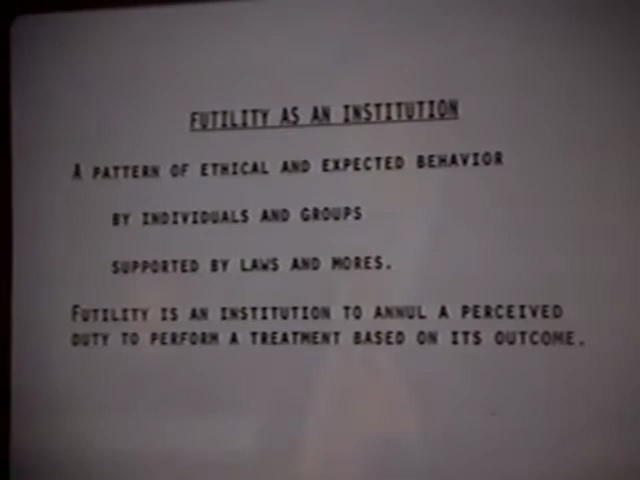 FUTILITY AS AN INSTITUTION
A PATTERN OF ETHICAL AND EXPECTED BEHAVIOR
BY INDIVIDUALS AND GROUPS
SUPPORTED BY LAWS AND MORES.
FUTILITY IS AN INSTITUTION TO ANNUL A PERCEIVED
DUTY TO PERFORM A TREATMENT BASED ON ITS OUTCOME.